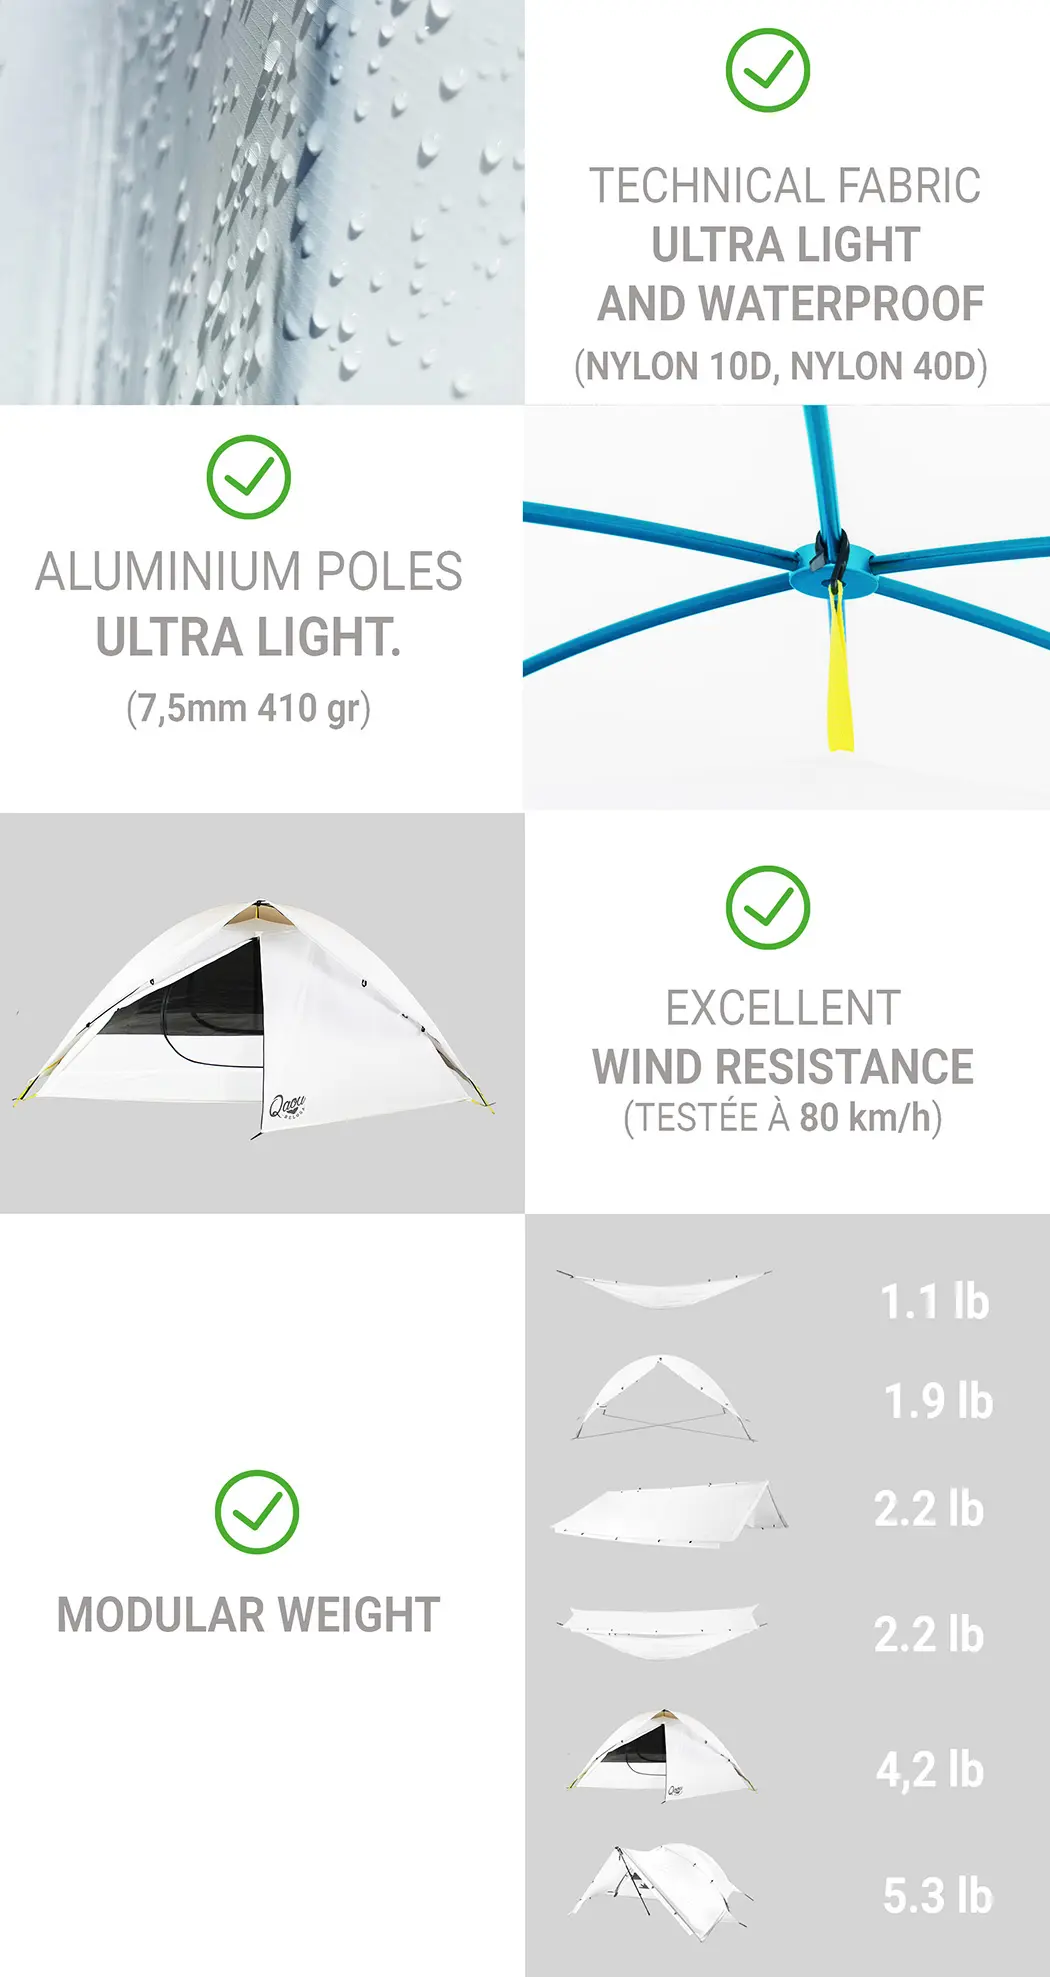 TECHNICAL FABRIC
ULTRA LIGHT
AND WATERPROOF
(NYLON 10D, NYLON 40D)
ALUMINIUM POLES
ULTRA LIGHT.
(7,5mm 410 gr)
Qaou
EXCELLENT
WIND RESISTANCE
(TESTÉE À 80 km/h)
MODULAR WEIGHT
1.1 lb
1.9 lb
2.2 lb
2.2 lb
4,2 lb
Qaou
5.3 lb